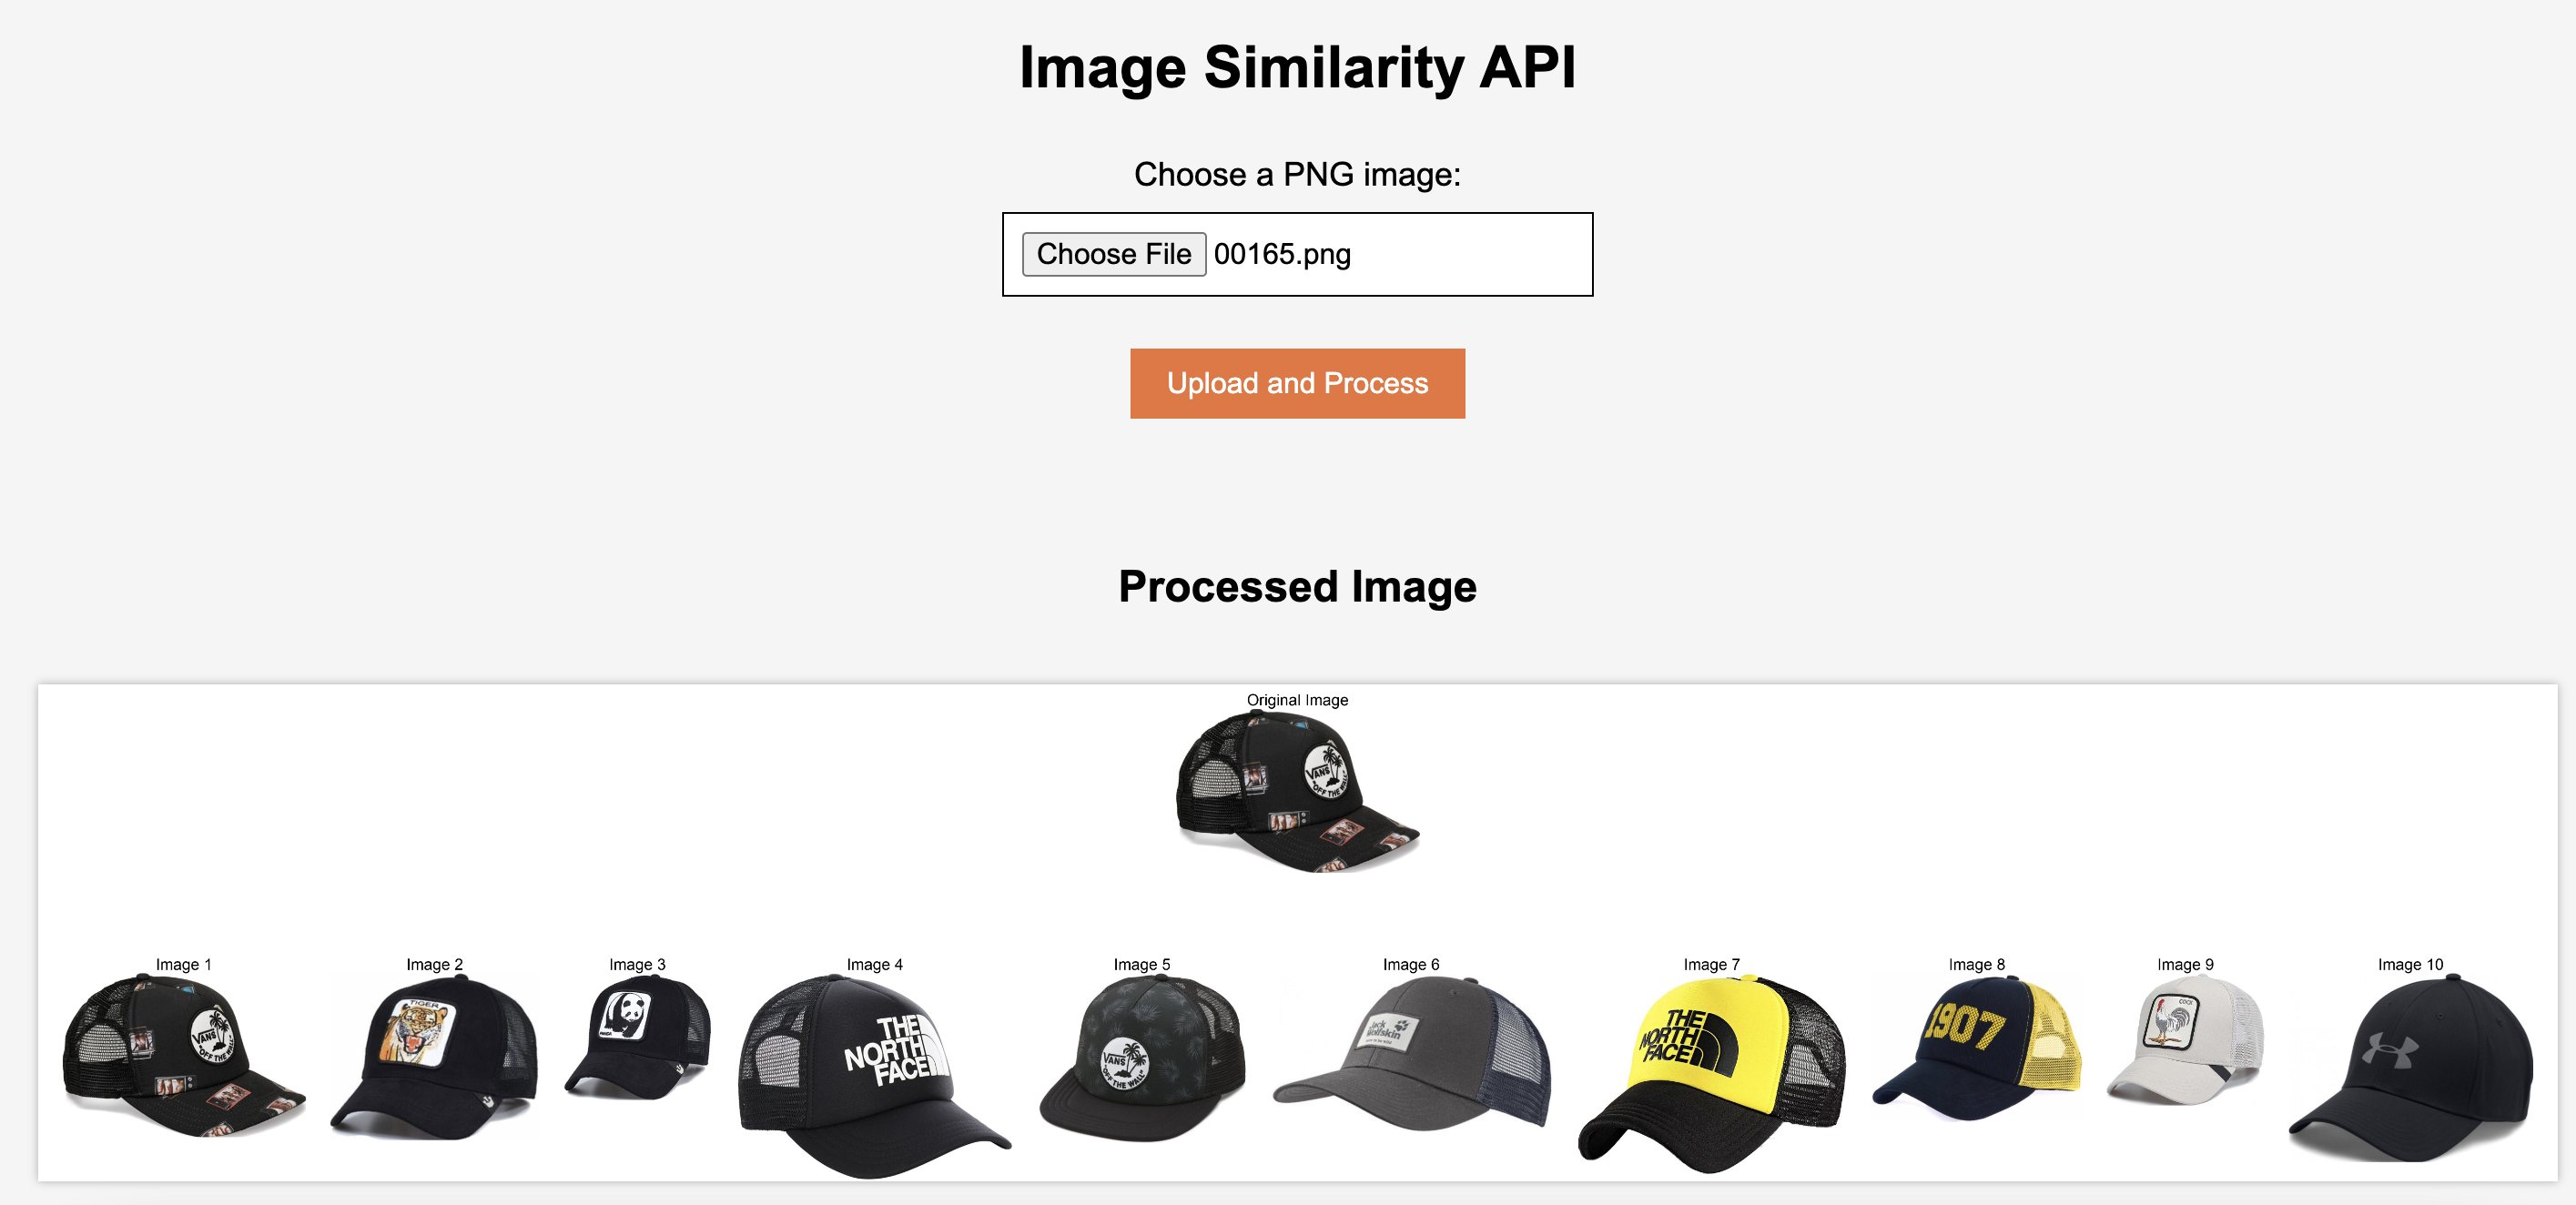 Image Similarity API
Choose a PNG image:
Choose File 00165.png
Upload and Process
Processed Image
Original Image
VANS
"OFF THE WALL"
Image 1
Image 2
Image 3
Image 4
Image 5
Image 6
Image 7
Image 8
Image 9
Image 10
VANS
"OFF THE WALL"
TIGER
PANDA
THE
NORTH
FACE
VANS
"OFF THE WALL"
Jack
Wolfskin
THE
NORTH
FACE
1907
COCK